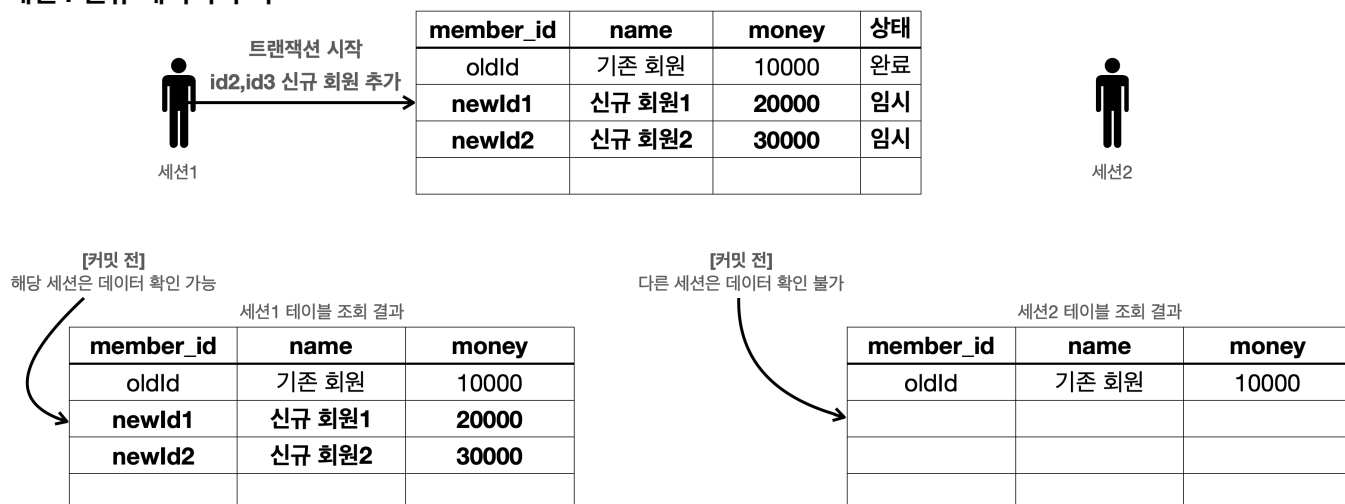 member_id name money 상태
트랜잭션 시작
id2,id3 신규 회원 추가
oldId 기존 회원 10000 완료
newId1 신규 회원1 20000 임시
newId2 신규 회원2 30000 임시
세션1
세션2
[커밋 전]
해당 세션은 데이터 확인 가능
[커밋 전]
다른 세션은 데이터 확인 불가
세션1 테이블 조회 결과
member_id name money
oldId 기존 회원 10000
newId1 신규 회원1 20000
newId2 신규 회원2 30000
세션2 테이블 조회 결과
member_id name money
oldId 기존 회원 10000